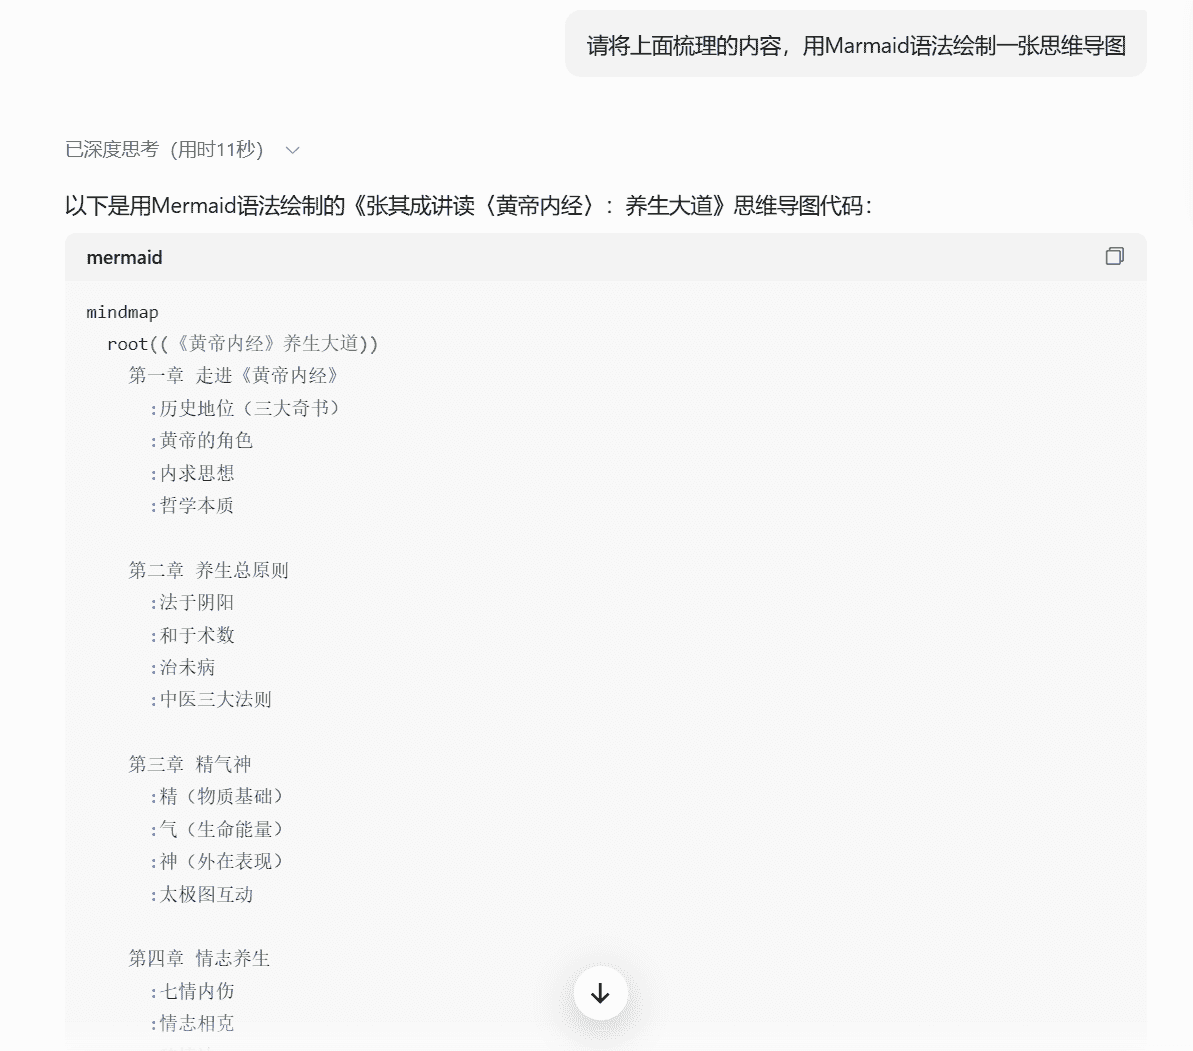 请将上面梳理的内容，用Marmaid语法绘制一张思维导图
已深度思考（用时11秒）
以下是用Mermaid语法绘制的《张其成讲读〈黄帝内经〉：养生大道》思维导图代码：
mermaid
mindmap
root((《黄帝内经》养生大道))
第一章 走进《黄帝内经》
:历史地位（三大奇书）
:黄帝的角色
:内求思想
:哲学本质
第二章 养生总原则
:法于阴阳
:和于术数
:治未病
:中医三大法则
第三章 精气神
:精（物质基础）
:气（生命能量）
:神（外在表现）
:太极图互动
第四章 情志养生
:七情内伤
:情志相克